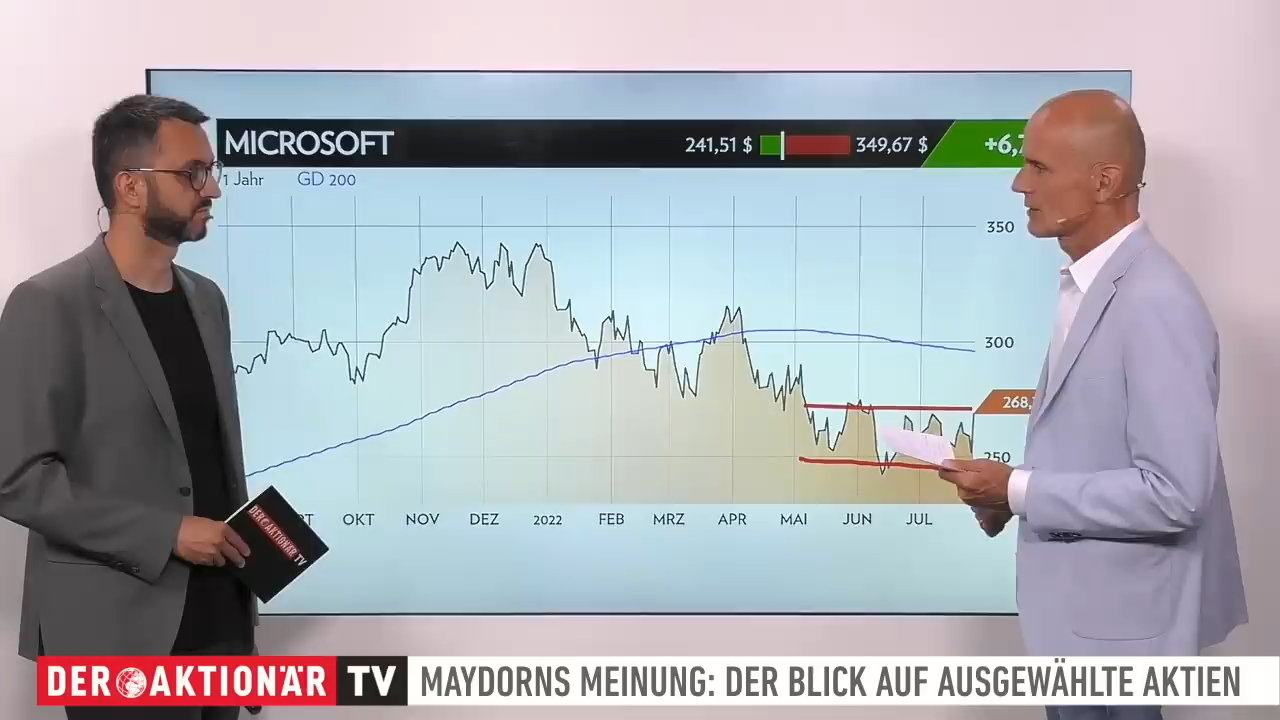 MICROSOFT
241,51 $ 349,67 $
1 Jahr GD 200
350
300
268,
250
OKT NOV DEZ 2022 FEB MRZ APR MAI JUN JUL
DER AKTIONÄR TV
DER AKTIONÄR TV MAYDORNS MEINUNG: DER BLICK AUF AUSGEWÄHLTE AKTIEN